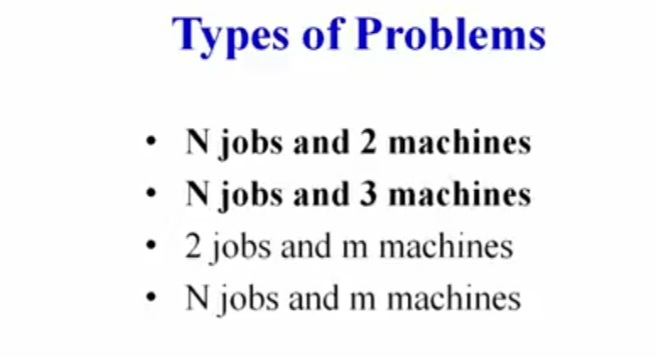 Types of Problems
• N jobs and 2 machines
• N jobs and 3 machines
• 2 jobs and m machines
• N jobs and m machines